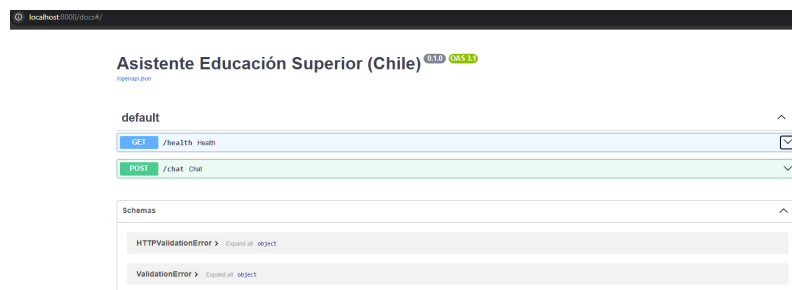 localhost:8000/docs#/
Asistente Educación Superior (Chile) 0.1.0 OAS 3.1
/openapi.json
default
GET /health Health
POST /chat Chat
Schemas
HTTPValidationError > Expand all object
ValidationError > Expand all object